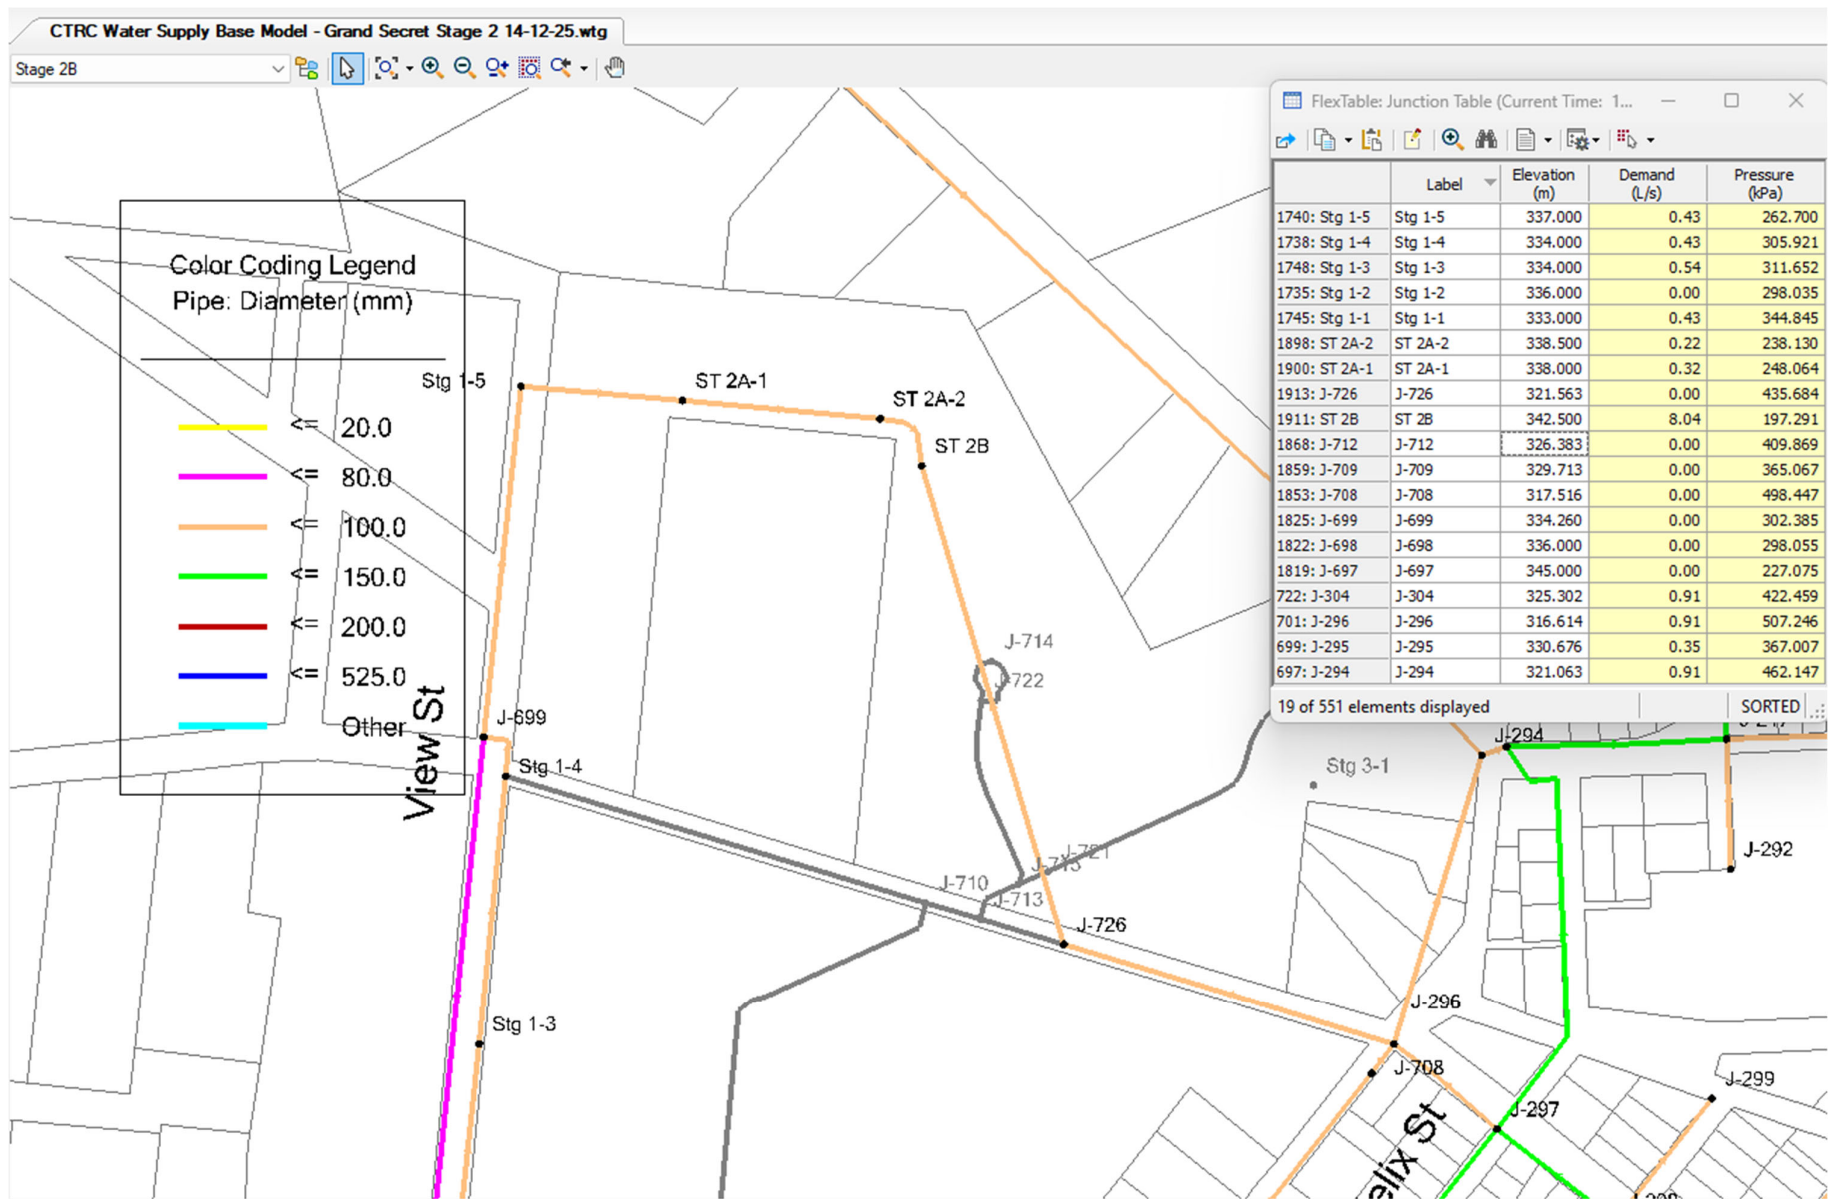 CTRC Water Supply Base Model - Grand Secret Stage 2 14-12-25.wtg
Stage 2B
FlexTable: Junction Table (Current Time: 1...
Label Elevation (m) Demand (L/s) Pressure (kPa)
1740: Stg 1-5 Stg 1-5 337.000 0.43 262.700
1738: Stg 1-4 Stg 1-4 334.000 0.43 305.921
1748: Stg 1-3 Stg 1-3 334.000 0.54 311.652
1735: Stg 1-2 Stg 1-2 336.000 0.00 298.035
1745: Stg 1-1 Stg 1-1 333.000 0.43 344.845
1898: ST 2A-2 ST 2A-2 338.500 0.22 238.130
1900: ST 2A-1 ST 2A-1 338.000 0.32 248.064
1913: J-726 J-726 321.563 0.00 435.684
1911: ST 2B ST 2B 342.500 8.04 197.291
1868: J-712 J-712 326.383 0.00 409.869
1859: J-709 J-709 329.713 0.00 365.067
1853: J-708 J-708 317.516 0.00 498.447
1825: J-699 J-699 334.260 0.00 302.385
1822: J-698 J-698 336.000 0.00 298.055
1819: J-697 J-697 345.000 0.00 227.075
722: J-304 J-304 325.302 0.91 422.459
701: J-296 J-296 316.614 0.91 507.246
699: J-295 J-295 330.676 0.35 367.007
697: J-294 J-294 321.063 0.91 462.147
19 of 551 elements displayed SORTED
Color Coding Legend
Pipe: Diameter (mm)
<= 20.0
<= 80.0
<= 100.0
<= 150.0
<= 200.0
<= 525.0
Other
Stg 1-5
ST 2A-1
ST 2A-2
ST 2B
J-714
J-722
J-699
View St
Stg 1-4
J-294
Stg 3-1
J-292
J-721
J-710
J-713
J-726
J-296
Stg 1-3
J-708
J-299
J-297
elix St